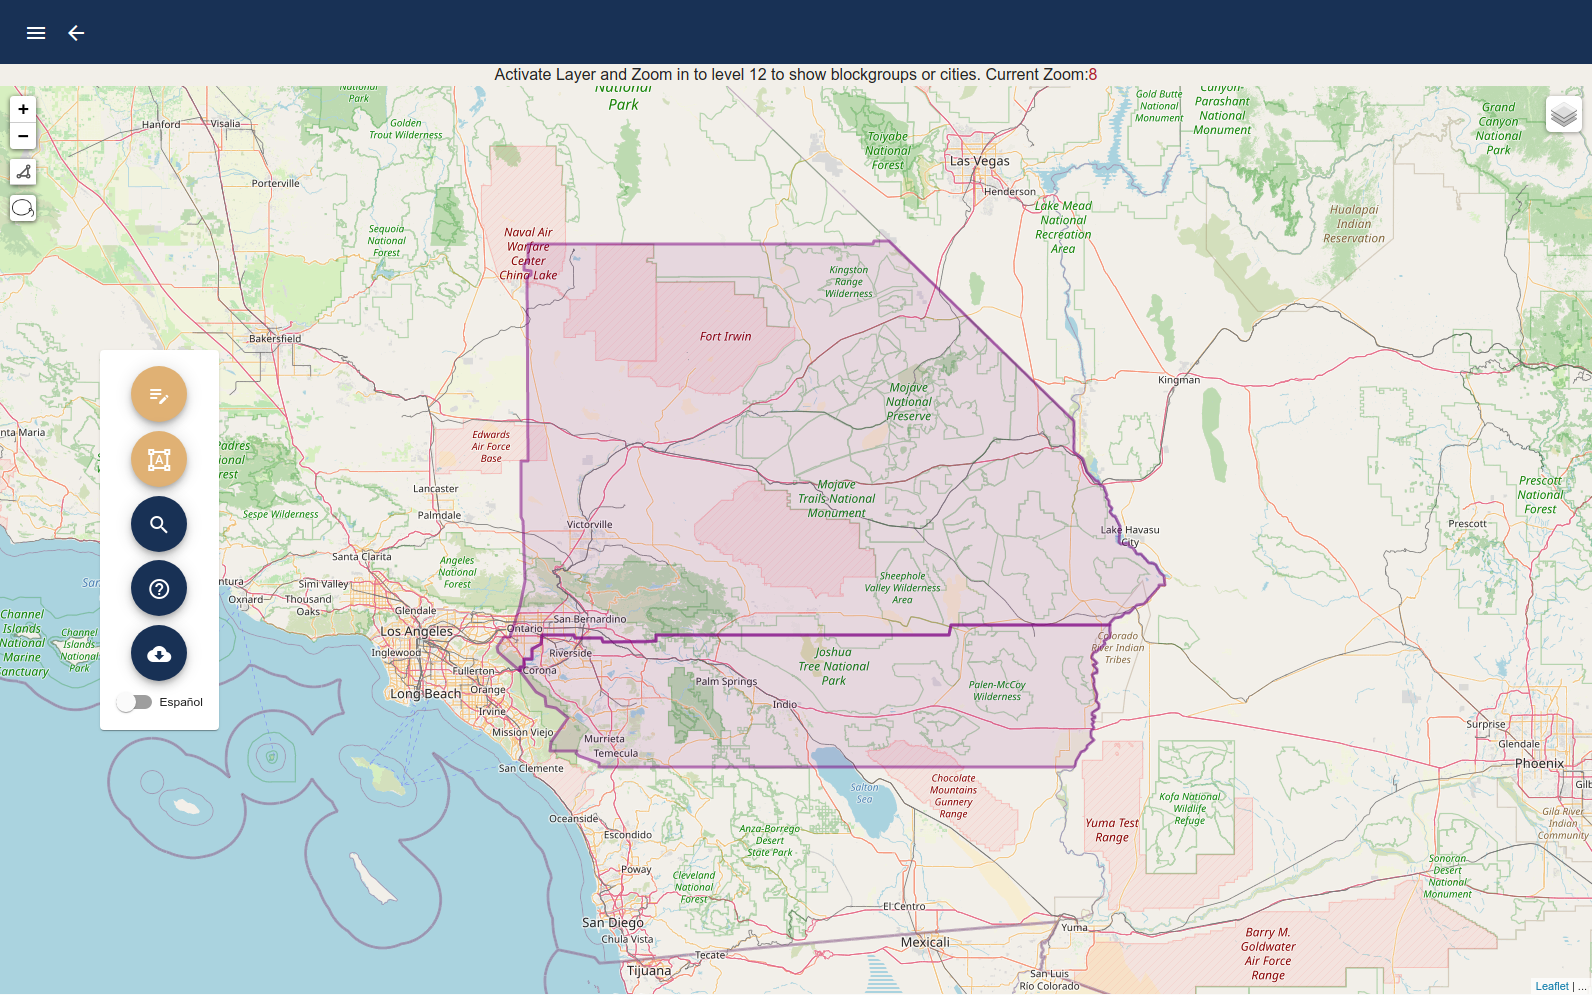 Activate Layer and Zoom in to level 12 to show blockgroups or cities. Current Zoom:8
National
Park
National
Park
Canyon-
Parashant
National
Monument
Gold Butte
National
Monument
Grand
Canyon
National
Park
+
−
Hanford
Visalia
Golden
Trout Wilderness
Toiyabe
National
Forest
Las Vegas
Henderson
Porterville
Lake Mead
National
Recreation
Area
Hualapai
Indian
Reservation
Sequoia
National
Forest
Naval Air
Warfare
Center
China Lake
Kingston
Range
Wilderness
Fort Irwin
Bakersfield
Mojave
National
Preserve
Kingman
nta Maria
Padres
ional
rest
Edwards
Air Force
Base
Lancaster
Palmdale
Sespe Wilderness
Mojave
Trails National
Monument
Victorville
Prescott
National
Forest
Prescott
Lake Havasu
City
Santa Clarita
Angeles
National
Forest
San
ntura
Oxnard
Simi Valley
Thousand
Oaks
Glendale
Sheephole
Valley Wilderness
Area
Channel
Islands
National
Marine
Sanctuary
Channel
Islands
National
Park
Los Angeles
Inglewood
Ontario
San Bernardino
Riverside
Colorado
River Indian
Tribes
Joshua
Tree National
Park
Fullerton
Corona
Long Beach
Orange
Palm Springs
Palen-McCoy
Wilderness
Indio
Irvine
Mission Viejo
Murrieta
Temecula
San Clemente
Español
Surprise
Glendale
Phoenix
Gilb
Chocolate
Mountains
Gunnery
Range
Salton
Sea
Kofa National
Wildlife
Refuge
Gila River
Indian
Community
Oceanside
Escondido
Anza-Borrego
Desert
State Park
Yuma Test
Range
Poway
Cleveland
National
Forest
Sonoran
Desert
National
Monument
El Centro
San Diego
Chula Vista
Yuma
Mexicali
Tecate
Tijuana
San Luis
Río Colorado
Barry M.
Goldwater
Air Force
Range
Leaflet | ...